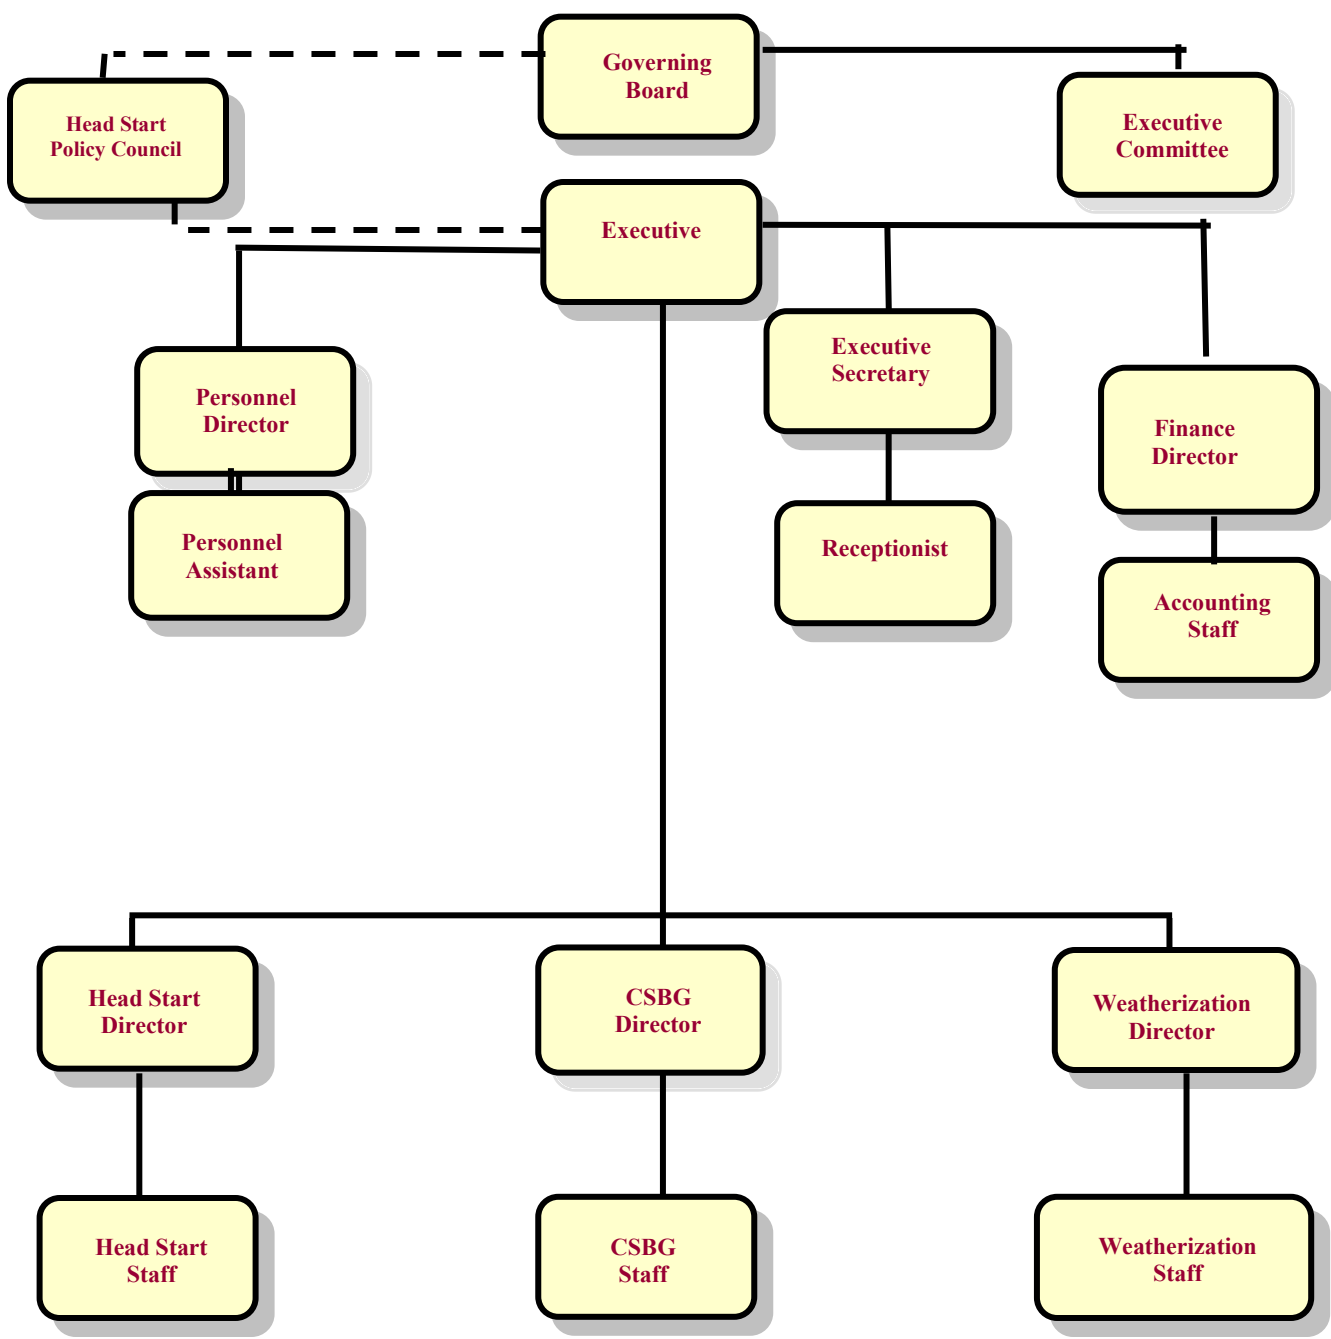 Governing
Board
Head Start
Policy Council
Executive
Committee
Executive
Executive
Secretary
Personnel
Director
Finance
Director
Receptionist
Personnel
Assistant
Accounting
Staff
Head Start
Director
CSBG
Director
Weatherization
Director
Head Start
Staff
CSBG
Staff
Weatherization
Staff